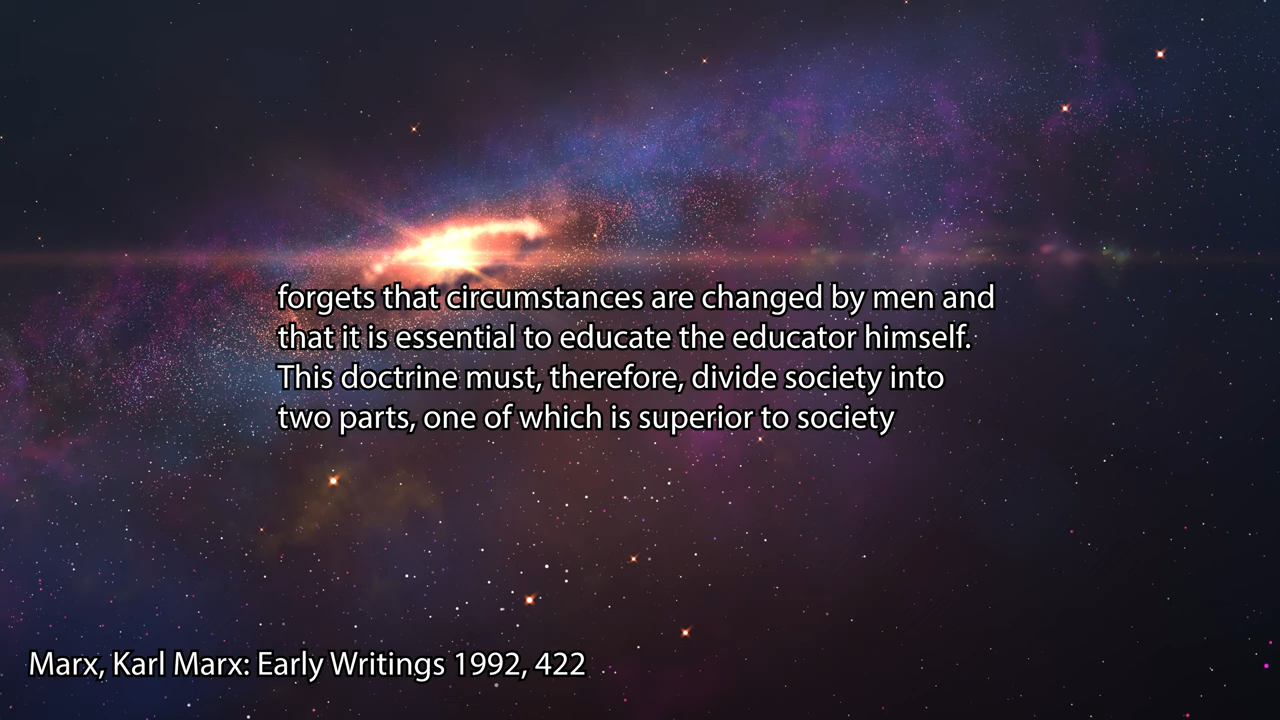 forgets that circumstances are changed by men and
that it is essential to educate the educator himself.
This doctrine must, therefore, divide society into
two parts, one of which is superior to society
Marx, Karl Marx: Early Writings 1992, 422